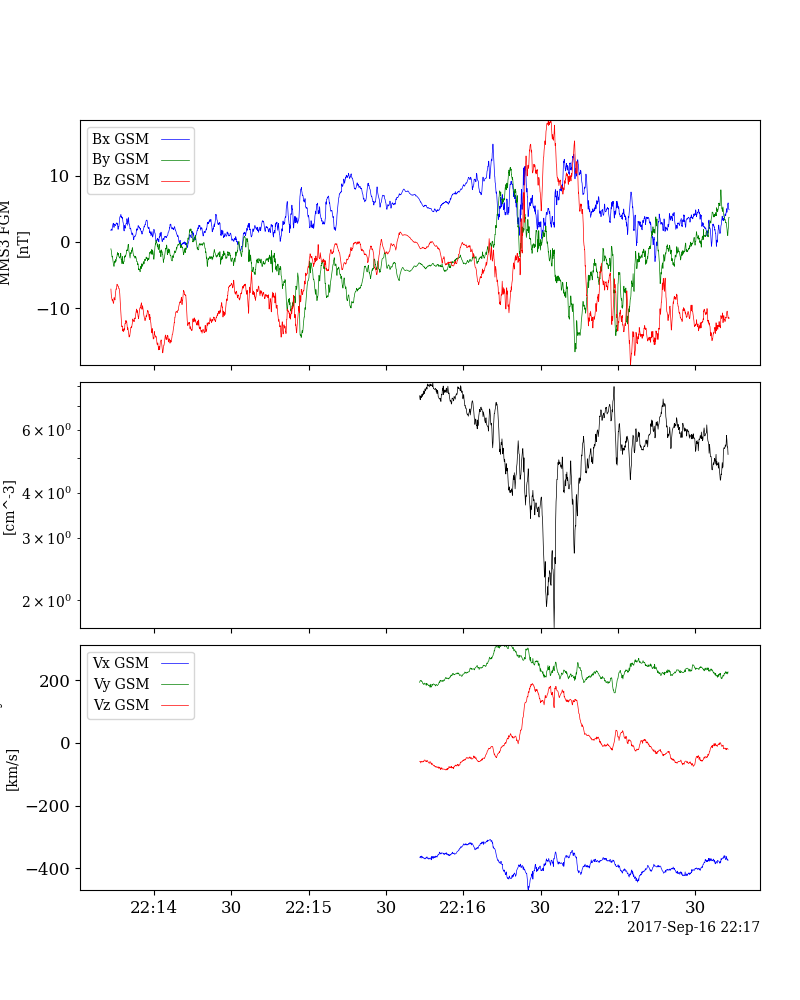 Bx GSM
By GSM
Bz GSM
MMS3 FGM
[nT]
10
0
−10
[cm^-3]
6 × 10⁰
4 × 10⁰
3 × 10⁰
2 × 10⁰
Vx GSM
Vy GSM
Vz GSM
[km/s]
200
0
−200
−400
22:14 30 22:15 30 22:16 30 22:17 30
2017-Sep-16 22:17